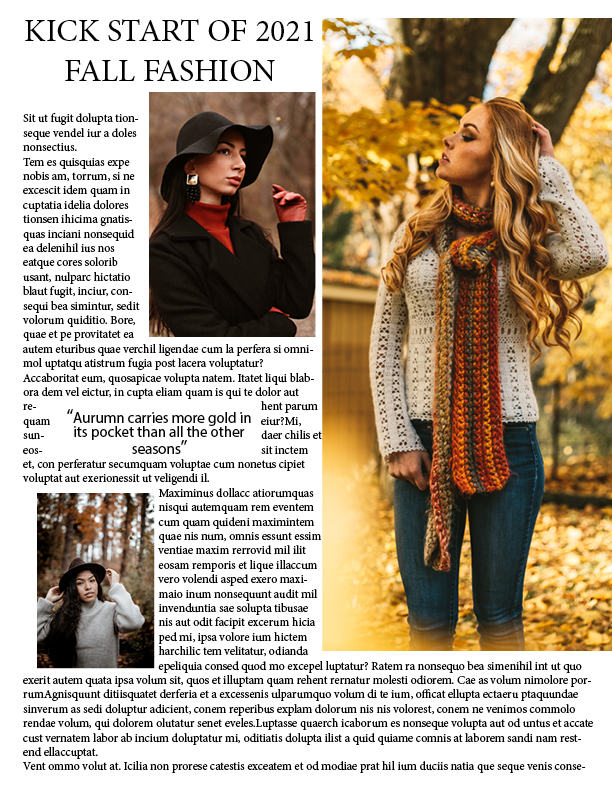 KICK START OF 2021
FALL FASHION
Sit ut fugit dolupta tion-
seque vendel iur a doles
nonsectius.
Tem es quisquias expe
nobis am, torrum, si ne
excescit idem quam in
cuptatia idelia dolores
tionsen ihicima gnatis-
quas inciani nonsequid
ea delenihil ius nos
eatque cores solorib
usant, nulparc hictatio
blaut fugit, inciur, con-
sequi bea simintur, sedit
volorum quiditio. Bore,
quae et pe provitatet ea
autem eturibus quae verchil ligendae cum la perfera si omni-
mol uptatqu atistrum fugia post lacera voluptatur?
Accaboritat eum, quosapicae volupta natem. Itatet liqui blab-
ora dem vel eictur, in cupta eliam quam is qui te dolor aut
re- hent parum
quam eiur?Mi,
sun- daer chilis et
eos- sit inctem
“Aurumn carries more gold in
its pocket than all the other
seasons”
et, con perferatur secumquam voluptae cum nonetus cipiet
voluptat aut exerionessit ut veligendi il.
Maximinus dollacc atiorumquas
nisqui autemquam rem eventem
cum quam quideni maximintem
quae nis num, omnis essunt essim
ventiae maxim rerrovid mil ilit
eosam remporis et lique illaccum
vero volendi asped exero maxi-
maio inum nonsequunt audit mil
invenduntia sae solupta tibusae
nis aut odit facipit excerum hicia
ped mi, ipsa volore ium hictem
harchilic tem velitatur, odianda
epeliquia consed quod mo excepel luptatur? Ratem ra nonsequo bea simenihil int ut quo
exerit autem quata ipsa volum sit, quos et illuptam quam rehent rernatur molesti odiorem. Cae as volum nimolore por-
rumAgnisquunt ditiisquatet derferia et a excessenis ulparumquo volum di te ium, officat ellupta ectaeru ptaquundae
sinverum as sedi doluptur adicient, conem reperibus explam dolorum nis nis volorest, conem ne venimos commolo
rendae volum, qui dolorem olutatur senet eveles.Luptasse quaerch icaborum es nonseque volupta aut od untus et accate
cust vernatem labor ab incium doluptatur mi, oditiatis dolupta ilist a quid quiame comnis at laborem sandi nam rest-
end ellaccuptat.
Vent ommo volut at. Icilia non prorese catestis exceatem et od modiae prat hil ium duciis natia que seque venis conse-